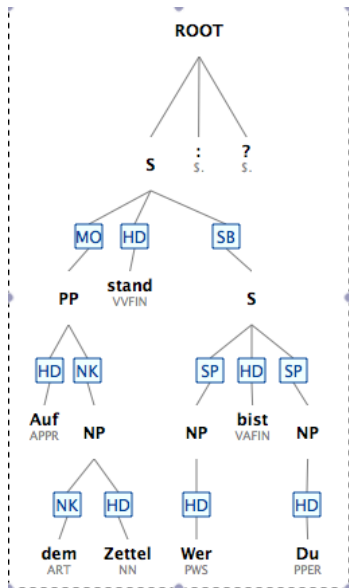 ROOT
S : ?
$. $.
MO HD SB
PP stand S
VVFIN
HD NK SP HD SP
Auf NP NP bist NP
APPR VAFIN
NK HD HD HD
dem Zettel Wer Du
ART NN PWS PPER